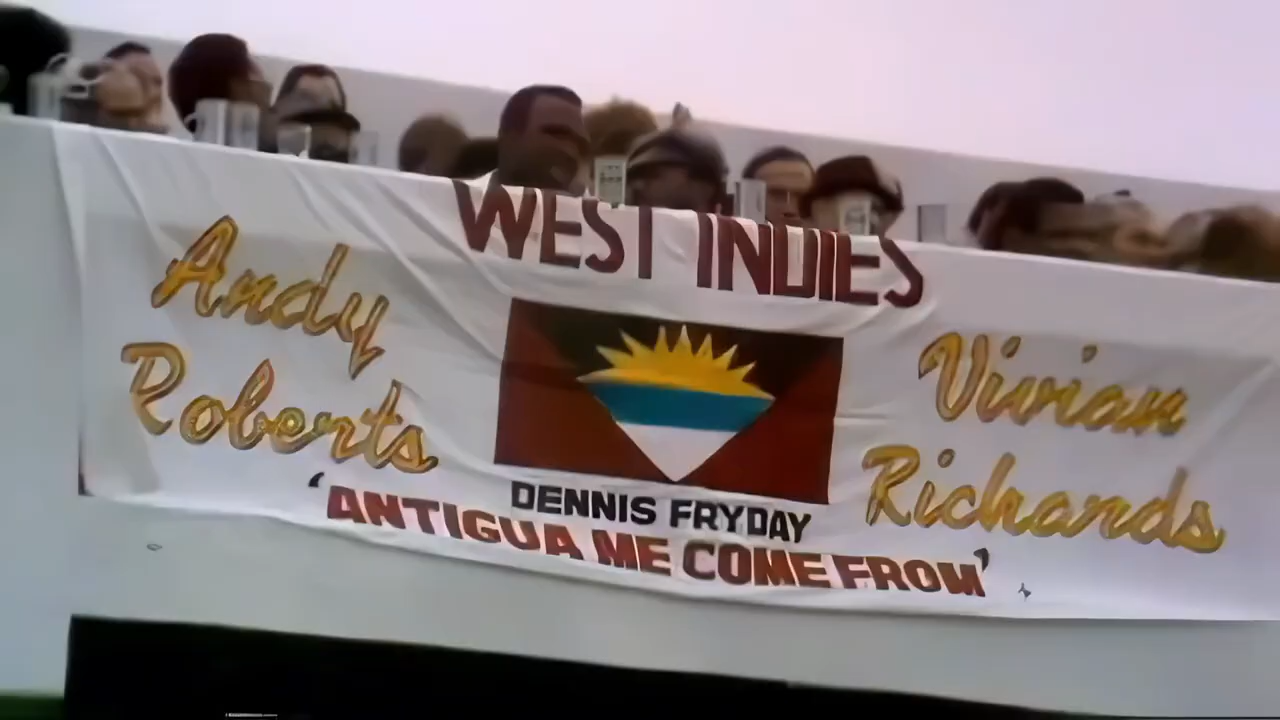 WEST INDIES
Andy
Roberts
Vivian
Richards
DENNIS FRYDAY
'ANTIGUA ME COME FROM'